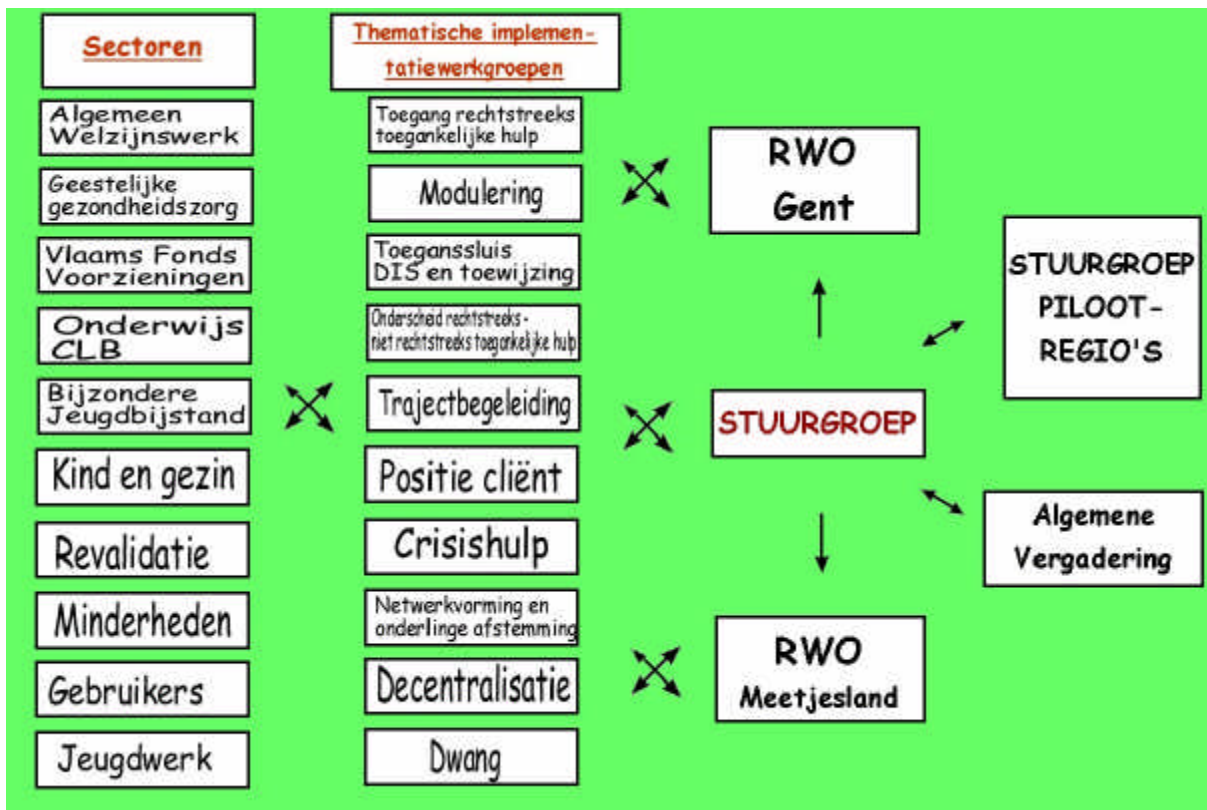 Sectoren
Algemeen
Welzijnswerk
Geestelijke
gezondheidszorg
Vlaams Fonds
Voorzieningen
Onderwijs
CLB
Bijzondere
Jeugdbijstand
Kind en gezin
Revalidatie
Minderheden
Gebruikers
Jeugdwerk
Thematische implemen-
tatiewerkgroepen
Toegang rechtstreeks
toegankelijke hulp
Modulering
Toeganssluis
DIS en toewijzing
Onderscheid rechtstreeks -
niet rechtstreeks toegankelijke hulp
Trajectbegeleiding
Positie cliënt
Crisishulp
Netwerkvorming en
onderlinge afstemming
Decentralisatie
Dwang
RWO
Gent
STUURGROEP
RWO
Meetjesland
STUURGROEP
PILOOT-
REGIO'S
Algemene
Vergadering